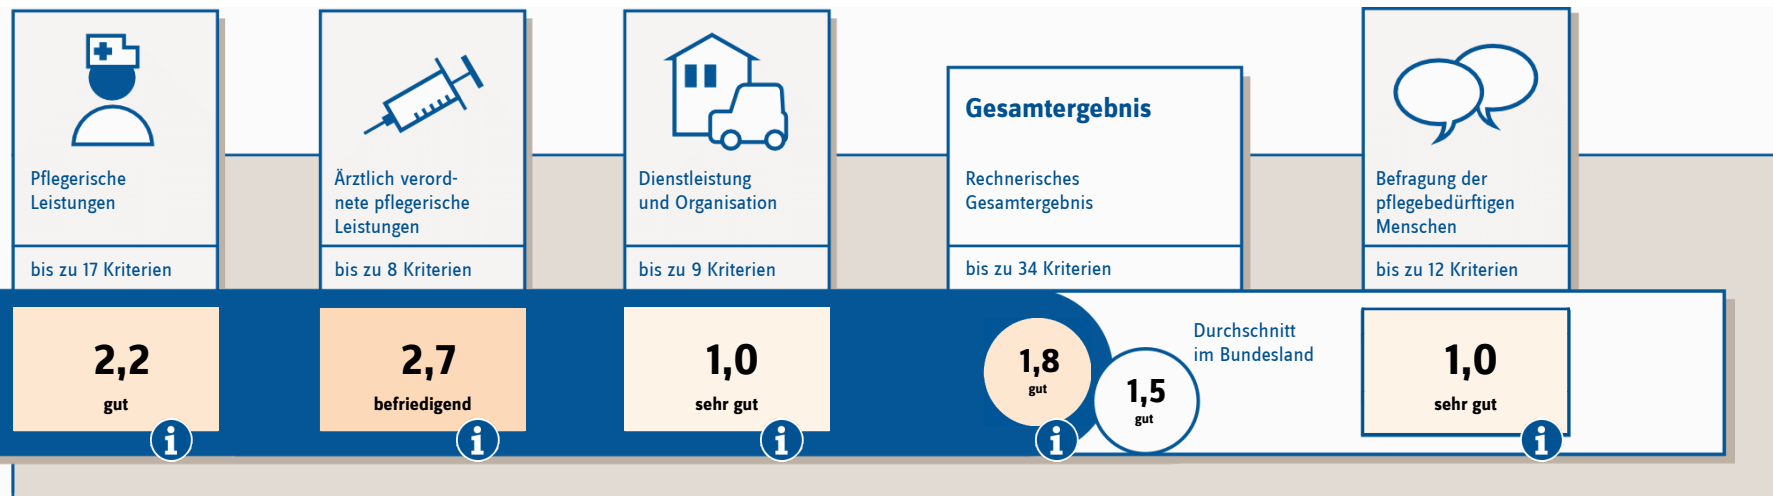 Pflegerische
Leistungen
bis zu 17 Kriterien
2,2
gut
i
Ärztlich verord-
nete pflegerische
Leistungen
bis zu 8 Kriterien
2,7
befriedigend
i
Dienstleistung
und Organisation
bis zu 9 Kriterien
1,0
sehr gut
i
Gesamtergebnis
Rechnerisches
Gesamtergebnis
bis zu 34 Kriterien
1,8
gut
i
1,5
gut
Durchschnitt
im Bundesland
Befragung der
pflegebedürftigen
Menschen
bis zu 12 Kriterien
1,0
sehr gut
i